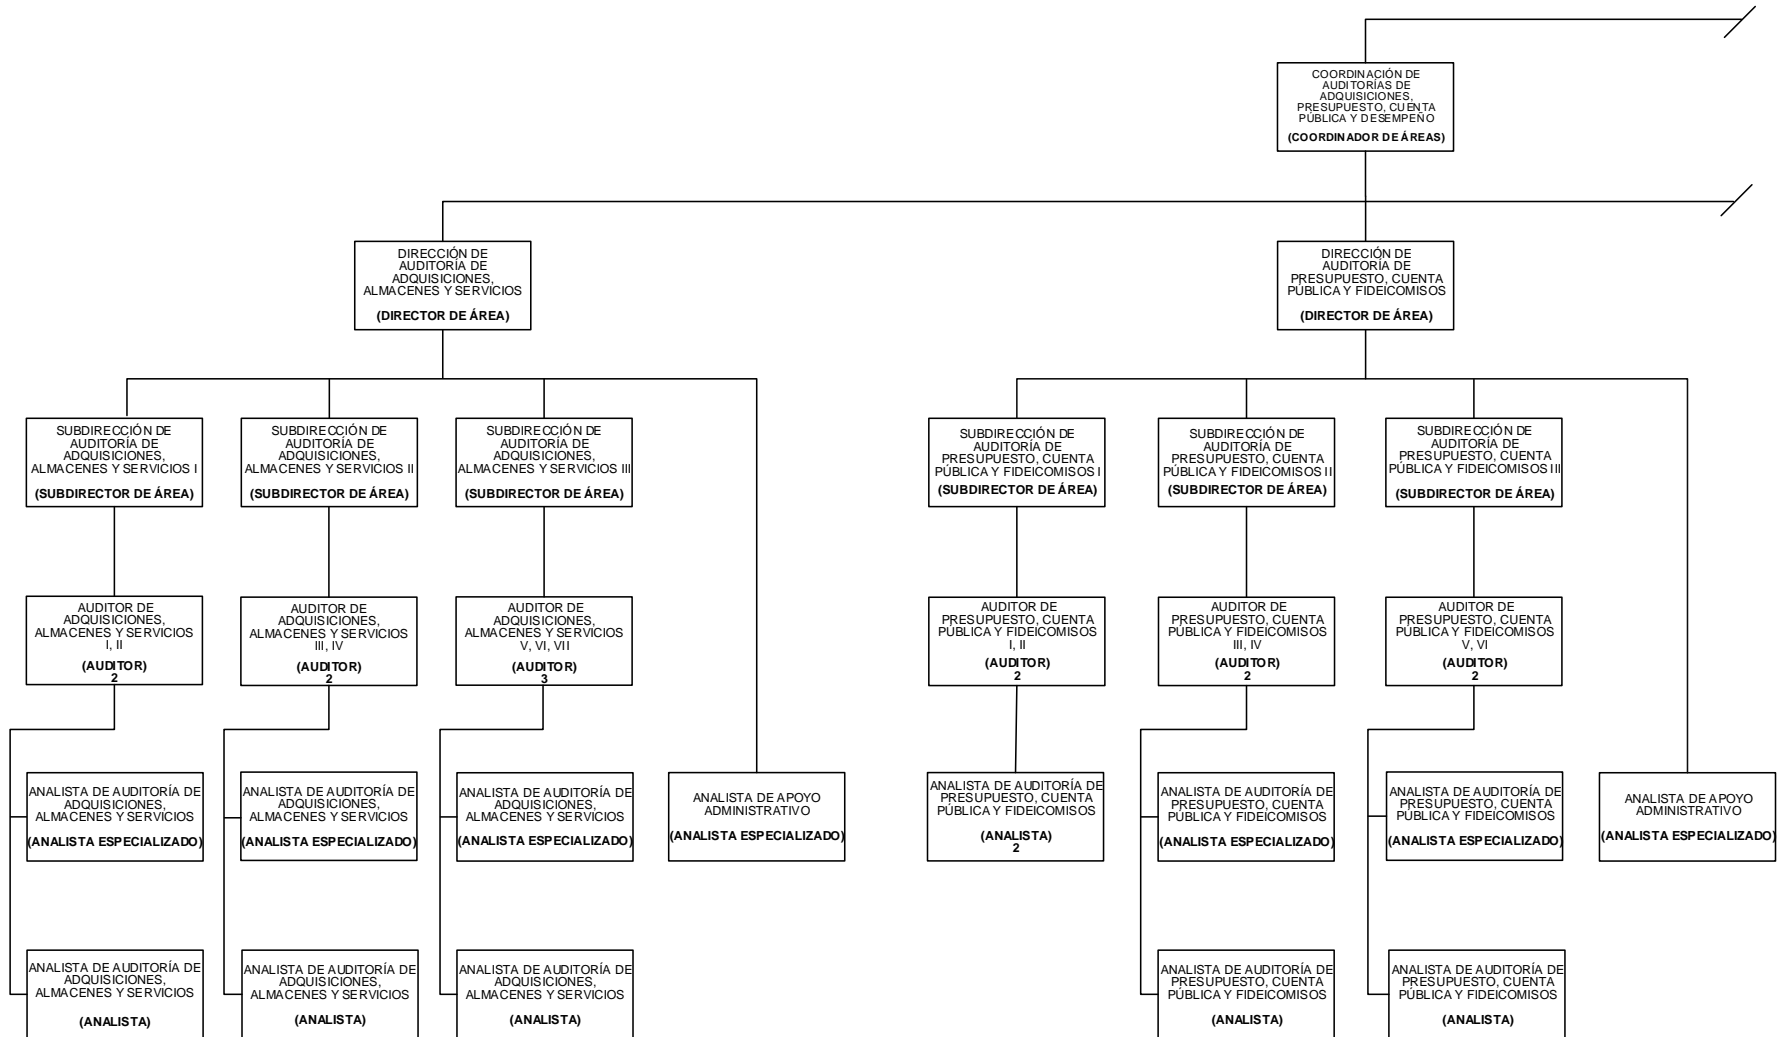 COORDINACIÓN DE
AUDITORÍAS DE
ADQUISICIONES,
PRESUPUESTO, CUENTA
PÚBLICA Y DESEMPEÑO
(COORDINADOR DE ÁREAS)
DIRECCIÓN DE
AUDITORÍA DE
ADQUISICIONES,
ALMACENES Y SERVICIOS
(DIRECTOR DE ÁREA)
DIRECCIÓN DE
AUDITORÍA DE
PRESUPUESTO, CUENTA
PÚBLICA Y FIDEICOMISOS
(DIRECTOR DE ÁREA)
SUBDIRECCIÓN DE
AUDITORÍA DE
ADQUISICIONES,
ALMACENES Y SERVICIOS I
(SUBDIRECTOR DE ÁREA)
SUBDIRECCIÓN DE
AUDITORÍA DE
ADQUISICIONES,
ALMACENES Y SERVICIOS II
(SUBDIRECTOR DE ÁREA)
SUBDIRECCIÓN DE
AUDITORÍA DE
ADQUISICIONES,
ALMACENES Y SERVICIOS III
(SUBDIRECTOR DE ÁREA)
SUBDIRECCIÓN DE
AUDITORÍA DE
PRESUPUESTO, CUENTA
PÚBLICA Y FIDEICOMISOS I
(SUBDIRECTOR DE ÁREA)
SUBDIRECCIÓN DE
AUDITORÍA DE
PRESUPUESTO, CUENTA
PÚBLICA Y FIDEICOMISOS II
(SUBDIRECTOR DE ÁREA)
SUBDIRECCIÓN DE
AUDITORÍA DE
PRESUPUESTO, CUENTA
PÚBLICA Y FIDEICOMISOS III
(SUBDIRECTOR DE ÁREA)
AUDITOR DE
ADQUISICIONES,
ALMACENES Y SERVICIOS
I, II
(AUDITOR)
2
AUDITOR DE
ADQUISICIONES,
ALMACENES Y SERVICIOS
III, IV
(AUDITOR)
2
AUDITOR DE
ADQUISICIONES,
ALMACENES Y SERVICIOS
V, VI, VII
(AUDITOR)
3
AUDITOR DE
PRESUPUESTO, CUENTA
PÚBLICA Y FIDEICOMISOS
I, II
(AUDITOR)
2
AUDITOR DE
PRESUPUESTO, CUENTA
PÚBLICA Y FIDEICOMISOS
III, IV
(AUDITOR)
2
AUDITOR DE
PRESUPUESTO, CUENTA
PÚBLICA Y FIDEICOMISOS
V, VI
(AUDITOR)
2
ANALISTA DE AUDITORÍA DE
ADQUISICIONES,
ALMACENES Y SERVICIOS
(ANALISTA ESPECIALIZADO)
ANALISTA DE AUDITORÍA DE
ADQUISICIONES,
ALMACENES Y SERVICIOS
(ANALISTA ESPECIALIZADO)
ANALISTA DE AUDITORÍA DE
ADQUISICIONES,
ALMACENES Y SERVICIOS
(ANALISTA ESPECIALIZADO)
ANALISTA DE APOYO
ADMINISTRATIVO
(ANALISTA ESPECIALIZADO)
ANALISTA DE AUDITORÍA DE
PRESUPUESTO, CUENTA
PÚBLICA Y FIDEICOMISOS
(ANALISTA)
2
ANALISTA DE AUDITORÍA DE
PRESUPUESTO, CUENTA
PÚBLICA Y FIDEICOMISOS
(ANALISTA ESPECIALIZADO)
ANALISTA DE AUDITORÍA DE
PRESUPUESTO, CUENTA
PÚBLICA Y FIDEICOMISOS
(ANALISTA ESPECIALIZADO)
ANALISTA DE APOYO
ADMINISTRATIVO
(ANALISTA ESPECIALIZADO)
ANALISTA DE AUDITORÍA DE
ADQUISICIONES,
ALMACENES Y SERVICIOS
(ANALISTA)
ANALISTA DE AUDITORÍA DE
ADQUISICIONES,
ALMACENES Y SERVICIOS
(ANALISTA)
ANALISTA DE AUDITORÍA DE
ADQUISICIONES,
ALMACENES Y SERVICIOS
(ANALISTA)
ANALISTA DE AUDITORÍA DE
PRESUPUESTO, CUENTA
PÚBLICA Y FIDEICOMISOS
(ANALISTA)
ANALISTA DE AUDITORÍA DE
PRESUPUESTO, CUENTA
PÚBLICA Y FIDEICOMISOS
(ANALISTA)